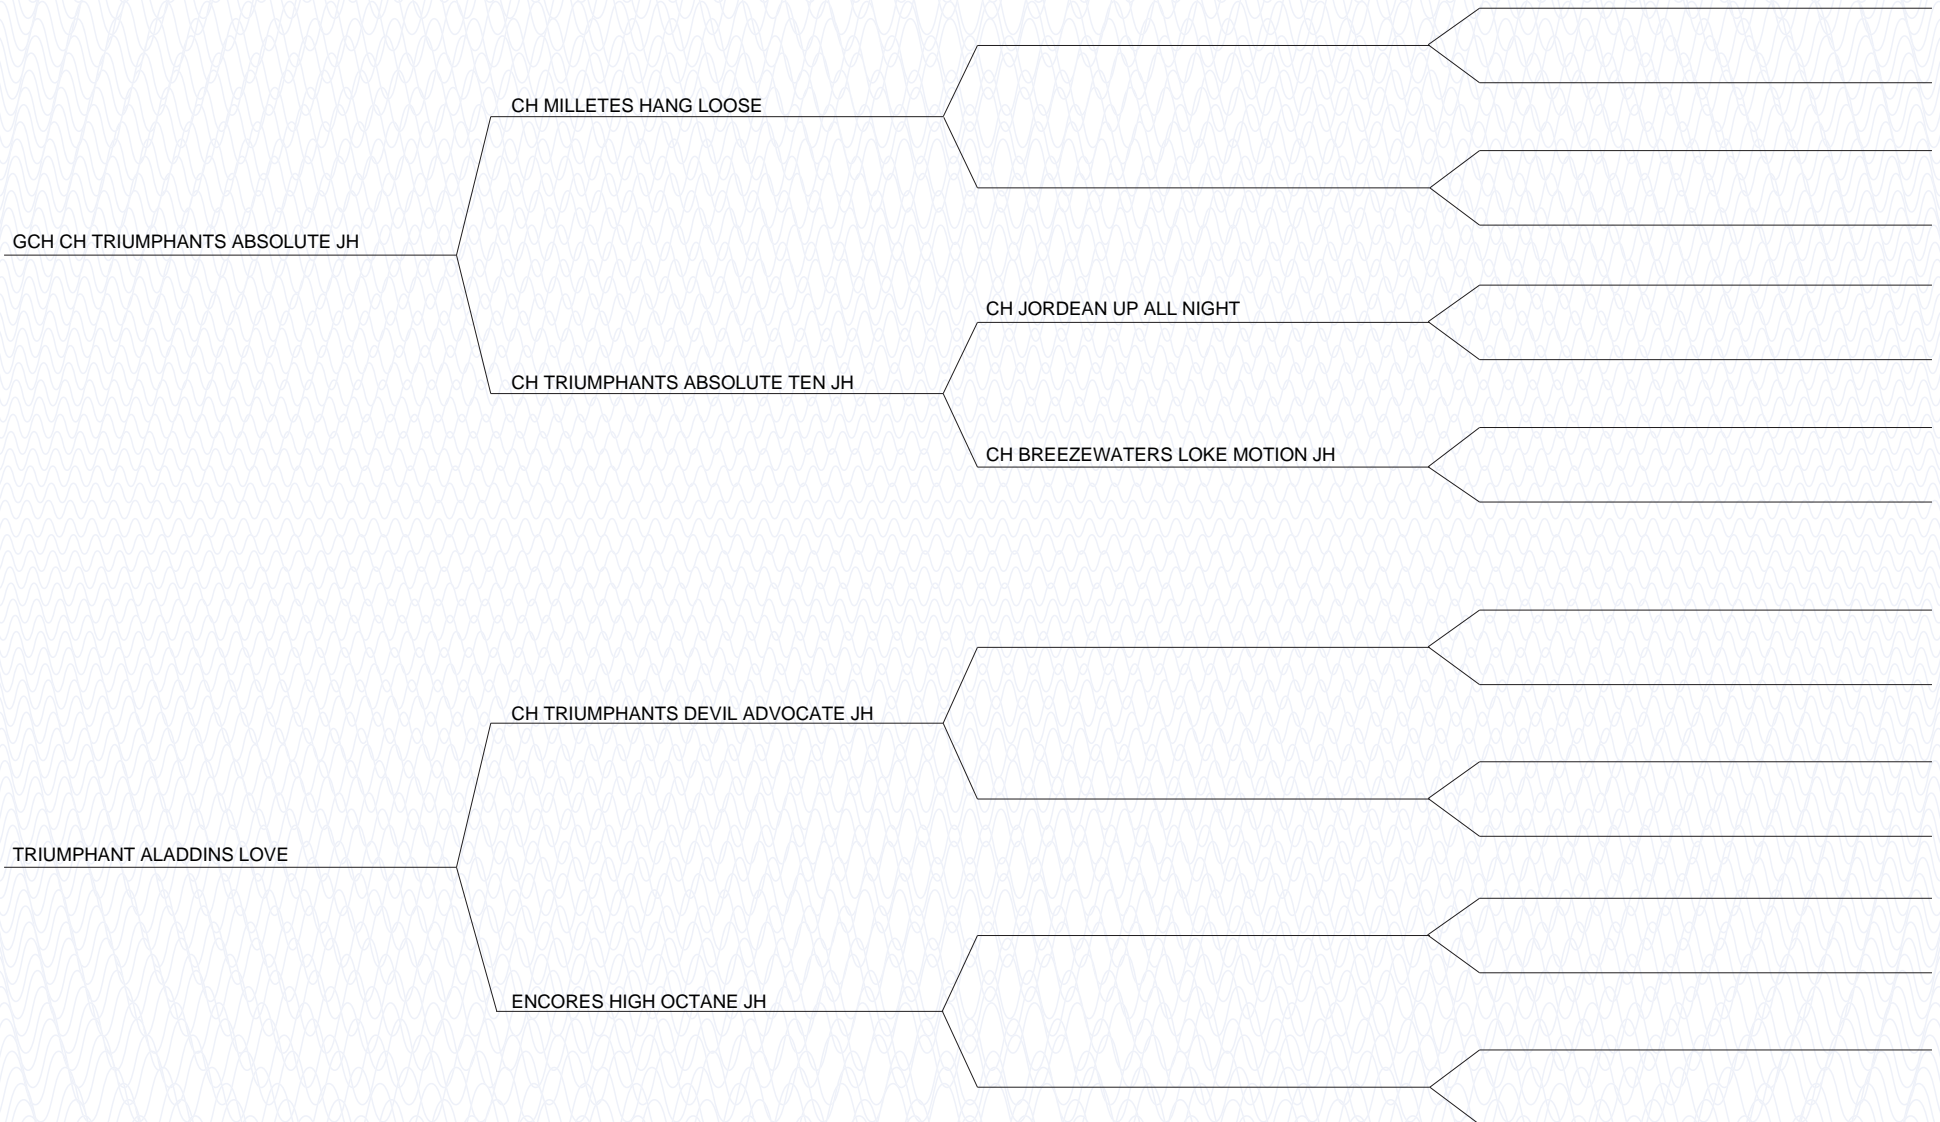 CH MILLETES HANG LOOSE
GCH CH TRIUMPHANTS ABSOLUTE JH
CH JORDEAN UP ALL NIGHT
CH TRIUMPHANTS ABSOLUTE TEN JH
CH BREEZEWATERS LOKE MOTION JH
CH TRIUMPHANTS DEVIL ADVOCATE JH
TRIUMPHANT ALADDINS LOVE
ENCORES HIGH OCTANE JH